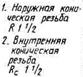 1. Наружная кони-
ческая резьба
R 1 1/2
2. Внутренняя
коническая
резьба
Rc 1 1/2